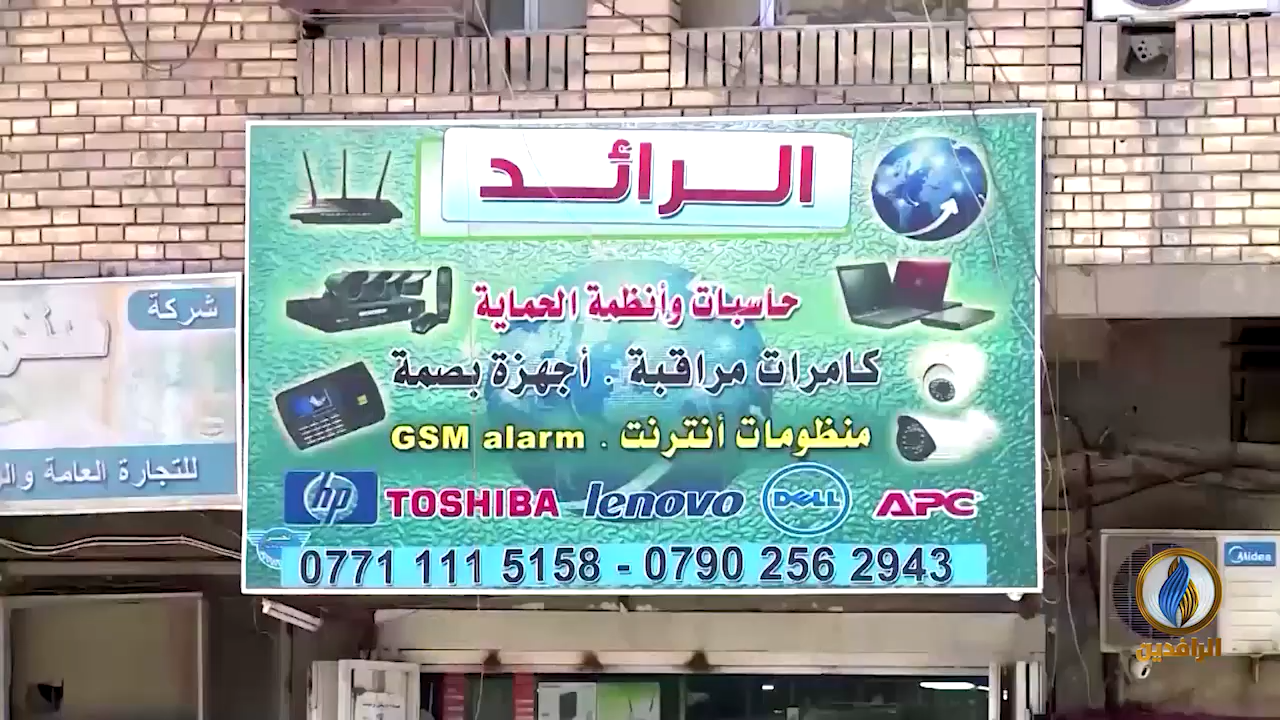 الرائد
حاسبات وأنظمة الحماية
كامرات مراقبة . أجهزة بصمة
منظومات أنترنت . GSM alarm
hp TOSHIBA lenovo DELL APC
0771 111 5158 - 0790 256 2943
شركة
للتجارة العامة
Midea
الرافدين